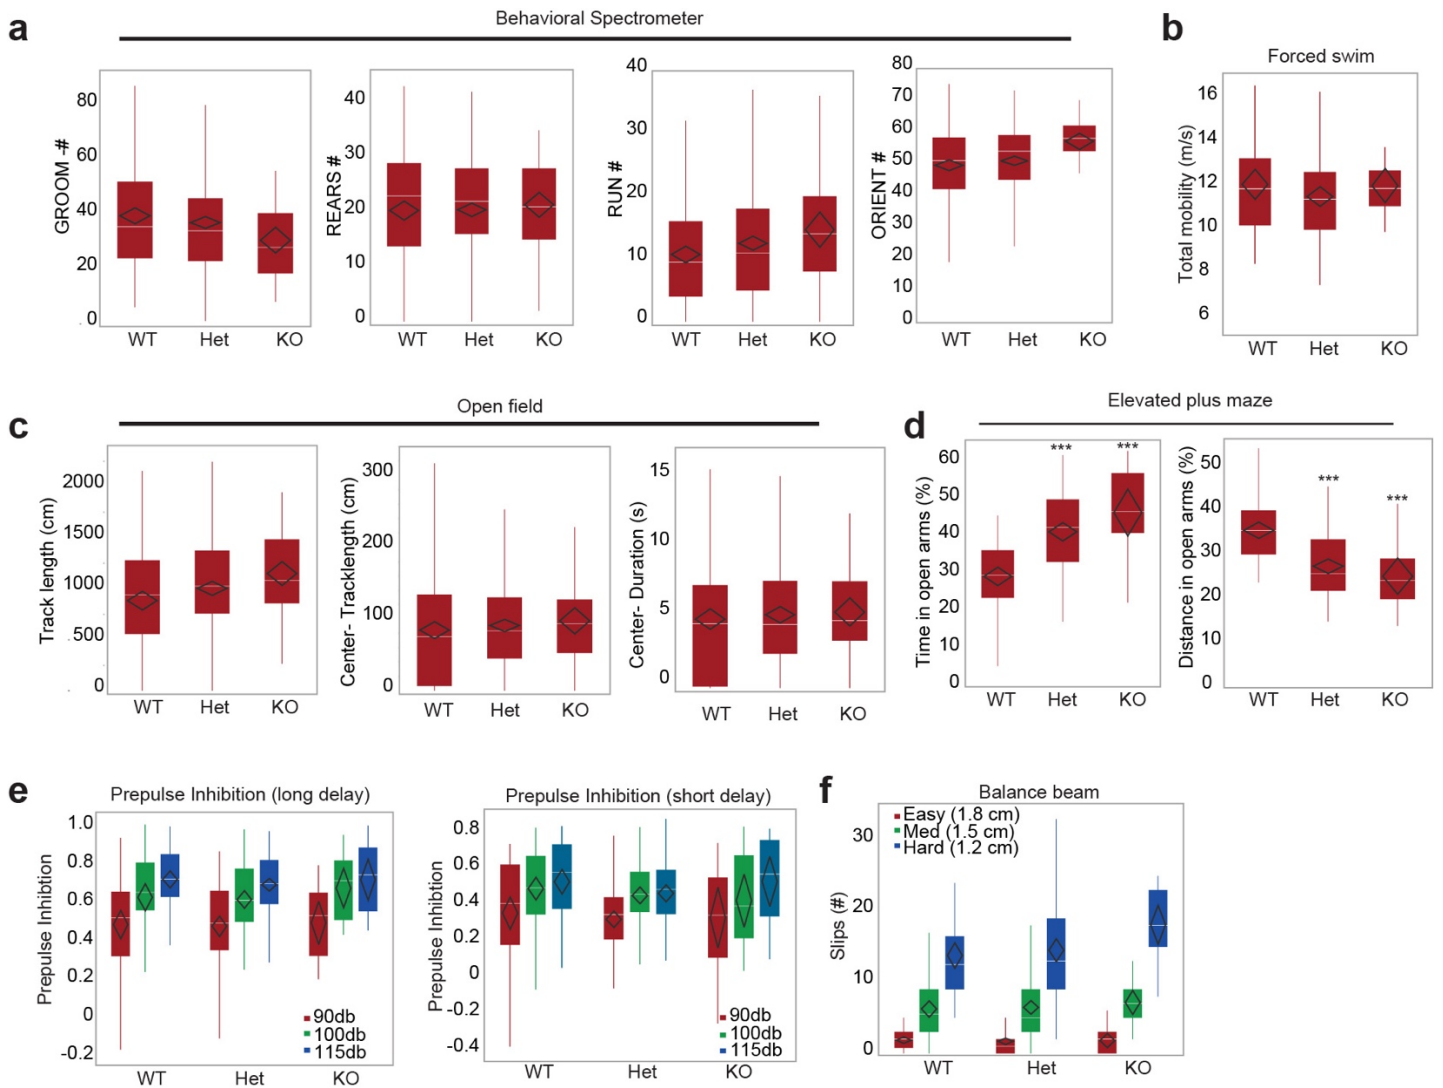 a
Behavioral Spectrometer
GROOM -#
80
60
40
20
0
WT Het KO
REARS #
40
30
20
10
0
WT Het KO
RUN #
40
30
20
10
0
WT Het KO
ORIENT #
80
70
60
50
40
30
20
10
0
WT Het KO
b
Forced swim
Total mobility (m/s)
16
14
12
10
8
6
WT Het KO
c
Open field
Track length (cm)
2000
1500
1000
500
0
WT Het KO
Center- Tracklength (cm)
300
200
100
0
WT Het KO
Center- Duration (s)
15
10
5
0
WT Het KO
d
Elevated plus maze
Time in open arms (%)
60
50
40
30
20
10
0
*** ***
WT Het KO
Distance in open arms (%)
50
40
30
20
10
0
***
***
WT Het KO
e
Prepulse Inhibition (long delay)
Prepulse Inhibtion
1.0
0.8
0.6
0.4
0.2
0
-0.2
90db
100db
115db
WT Het KO
Prepulse Inhibition (short delay)
Prepulse Inhibtion
0.8
0.6
0.4
0.2
0
-0.2
-0.4
90db
100db
115db
WT Het KO
f
Balance beam
Slips (#)
30
20
10
0
Easy (1.8 cm)
Med (1.5 cm)
Hard (1.2 cm)
WT Het KO